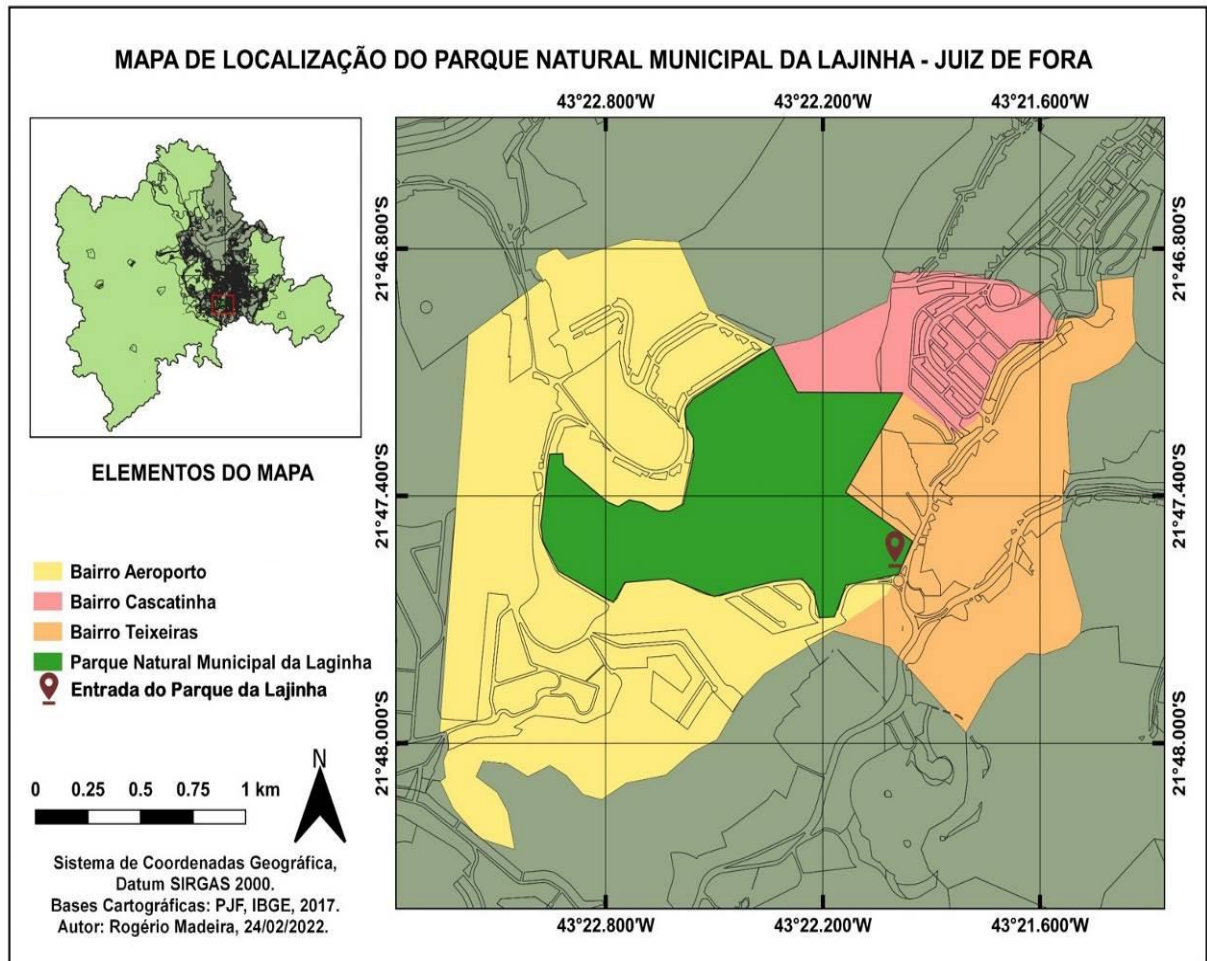 MAPA DE LOCALIZAÇÃO DO PARQUE NATURAL MUNICIPAL DA LAJINHA - JUIZ DE FORA
43°22.800'W 43°22.200'W 43°21.600'W
21°46.800'S 21°46.800'S
21°47.400'S 21°47.400'S
21°48.000'S 21°48.000'S
43°22.800'W 43°22.200'W 43°21.600'W
ELEMENTOS DO MAPA
Bairro Aeroporto
Bairro Cascatinha
Bairro Teixeiras
Parque Natural Municipal da Laginha
Entrada do Parque da Lajinha
N
0 0.25 0.5 0.75 1 km
Sistema de Coordenadas Geográfica,
Datum SIRGAS 2000.
Bases Cartográficas: PJF, IBGE, 2017.
Autor: Rogério Madeira, 24/02/2022.